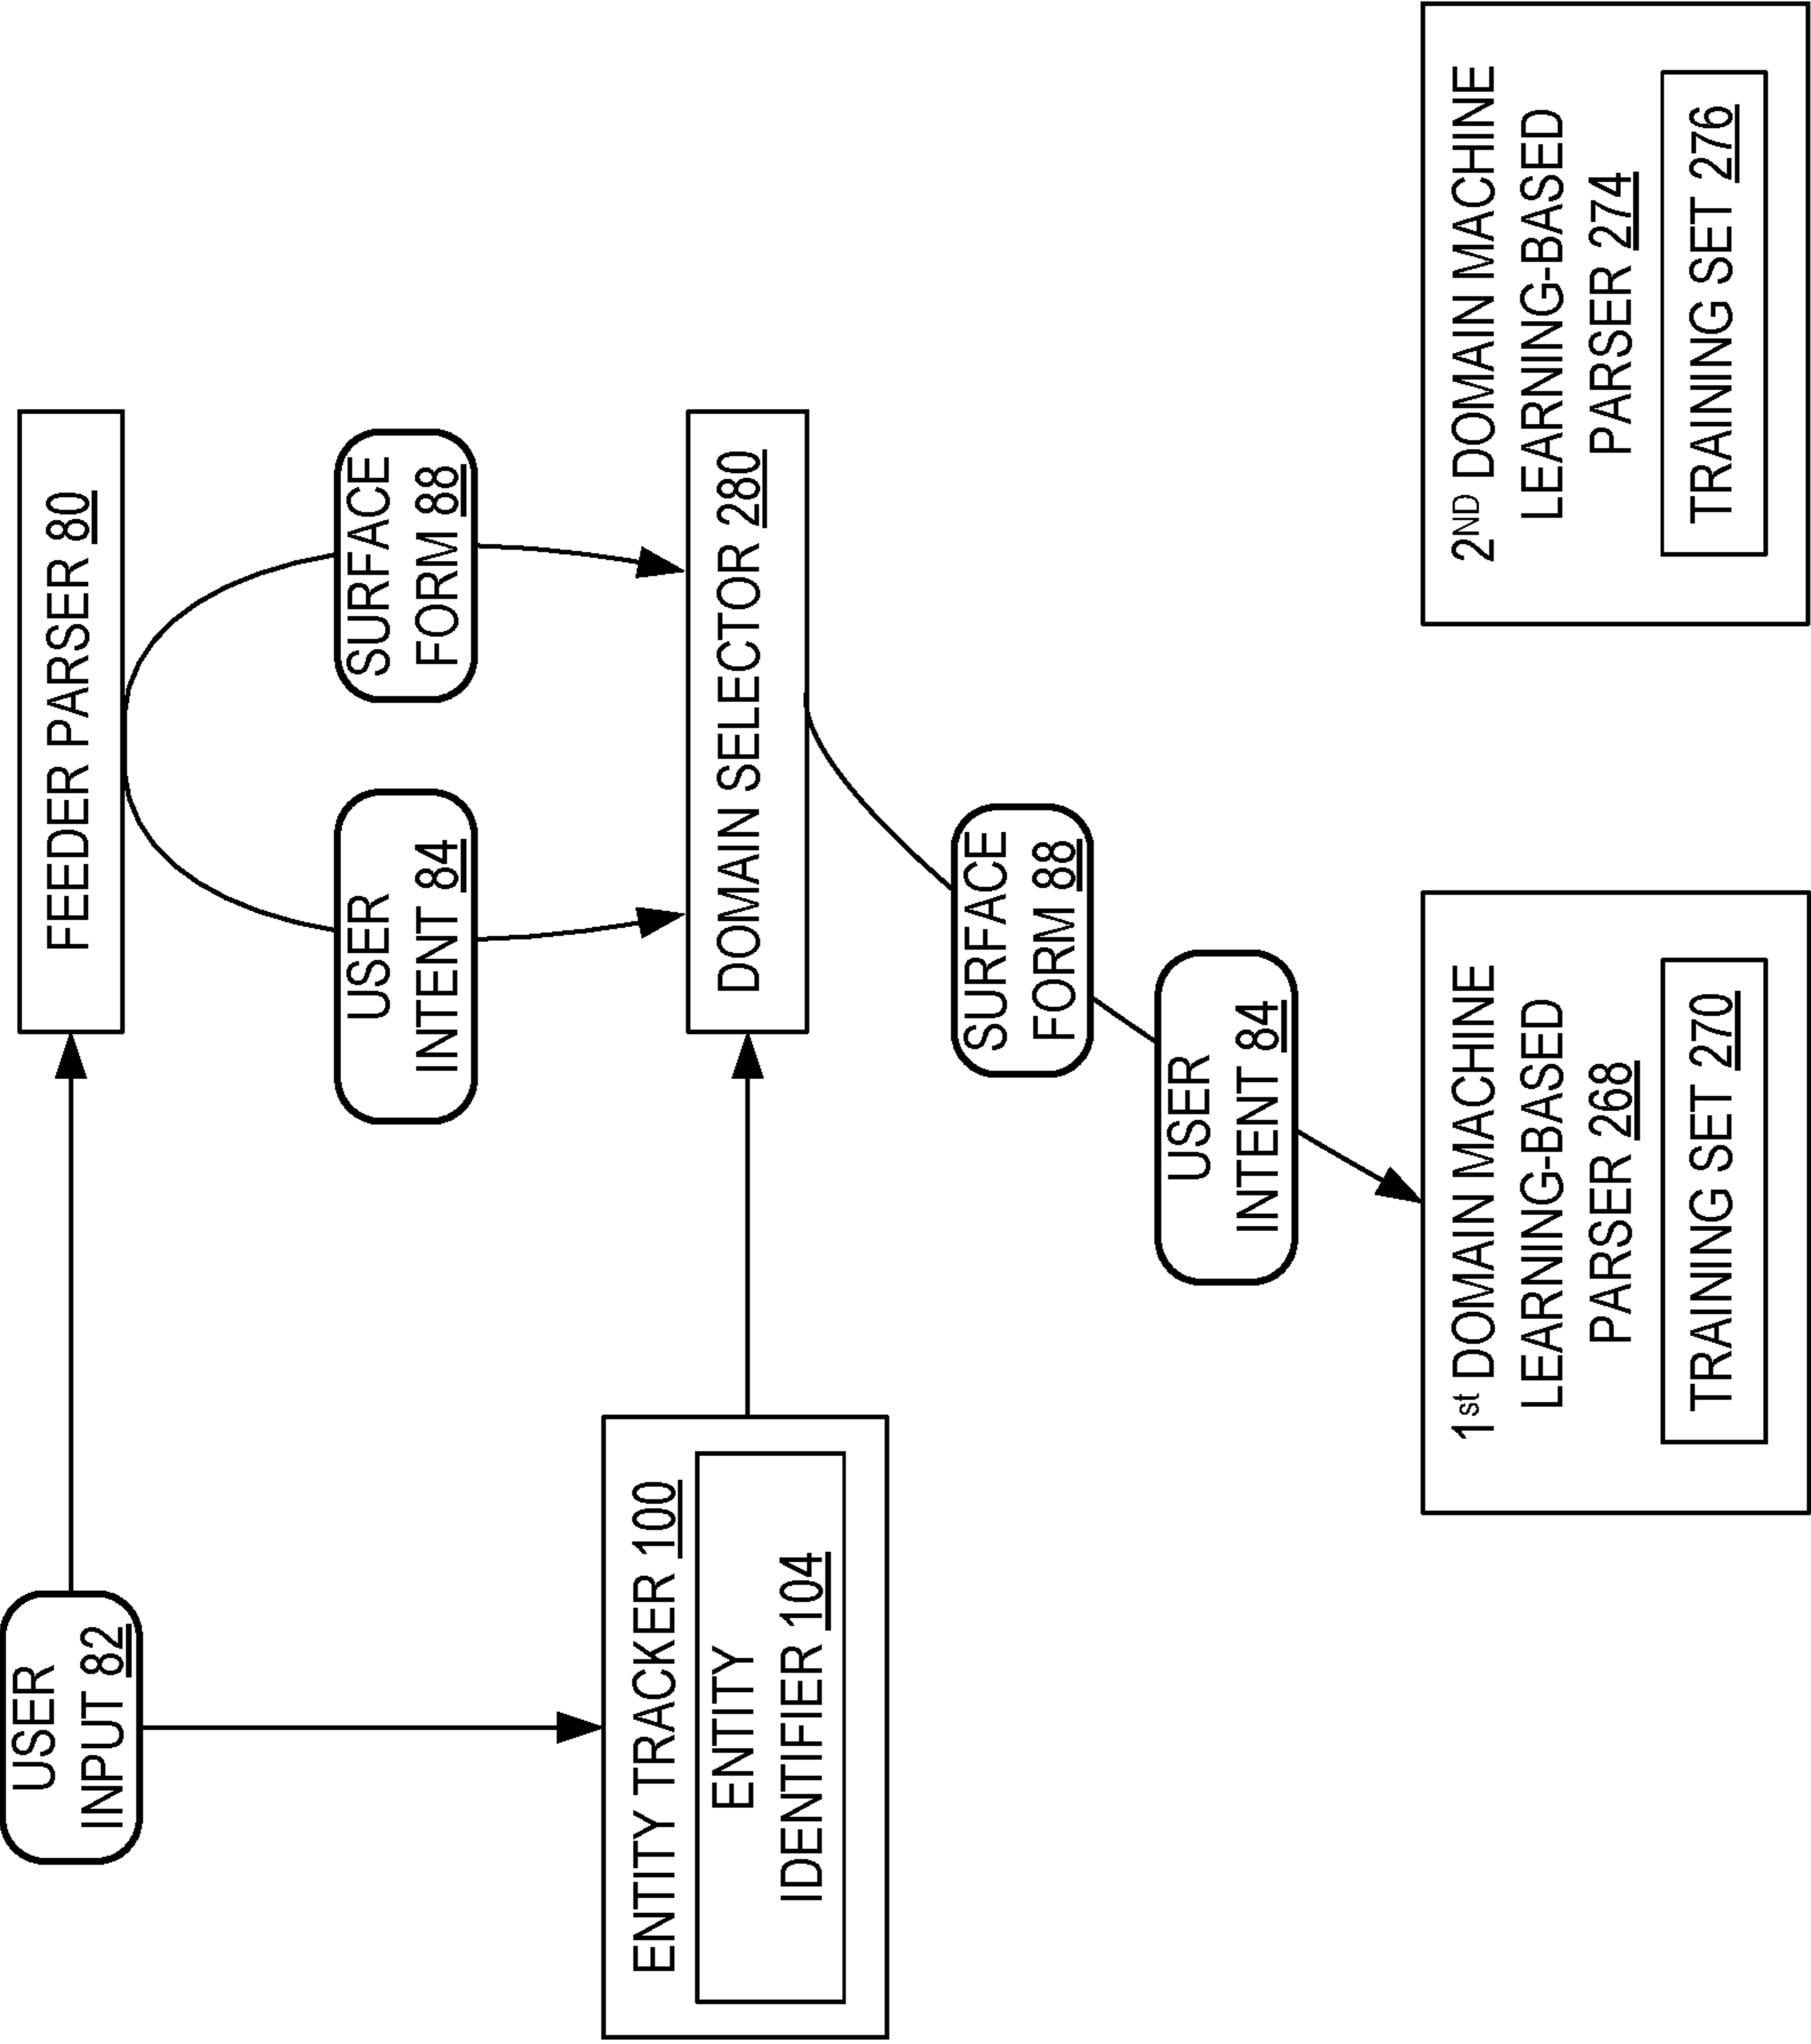 USER
INPUT 82
FEEDER PARSER 80
USER
INTENT 84
SURFACE
FORM 88
ENTITY TRACKER 100
ENTITY
IDENTIFIER 104
DOMAIN SELECTOR 280
SURFACE
FORM 88
USER
INTENT 84
1st DOMAIN MACHINE
LEARNING-BASED
PARSER 268
TRAINING SET 270
2ND DOMAIN MACHINE
LEARNING-BASED
PARSER 274
TRAINING SET 276